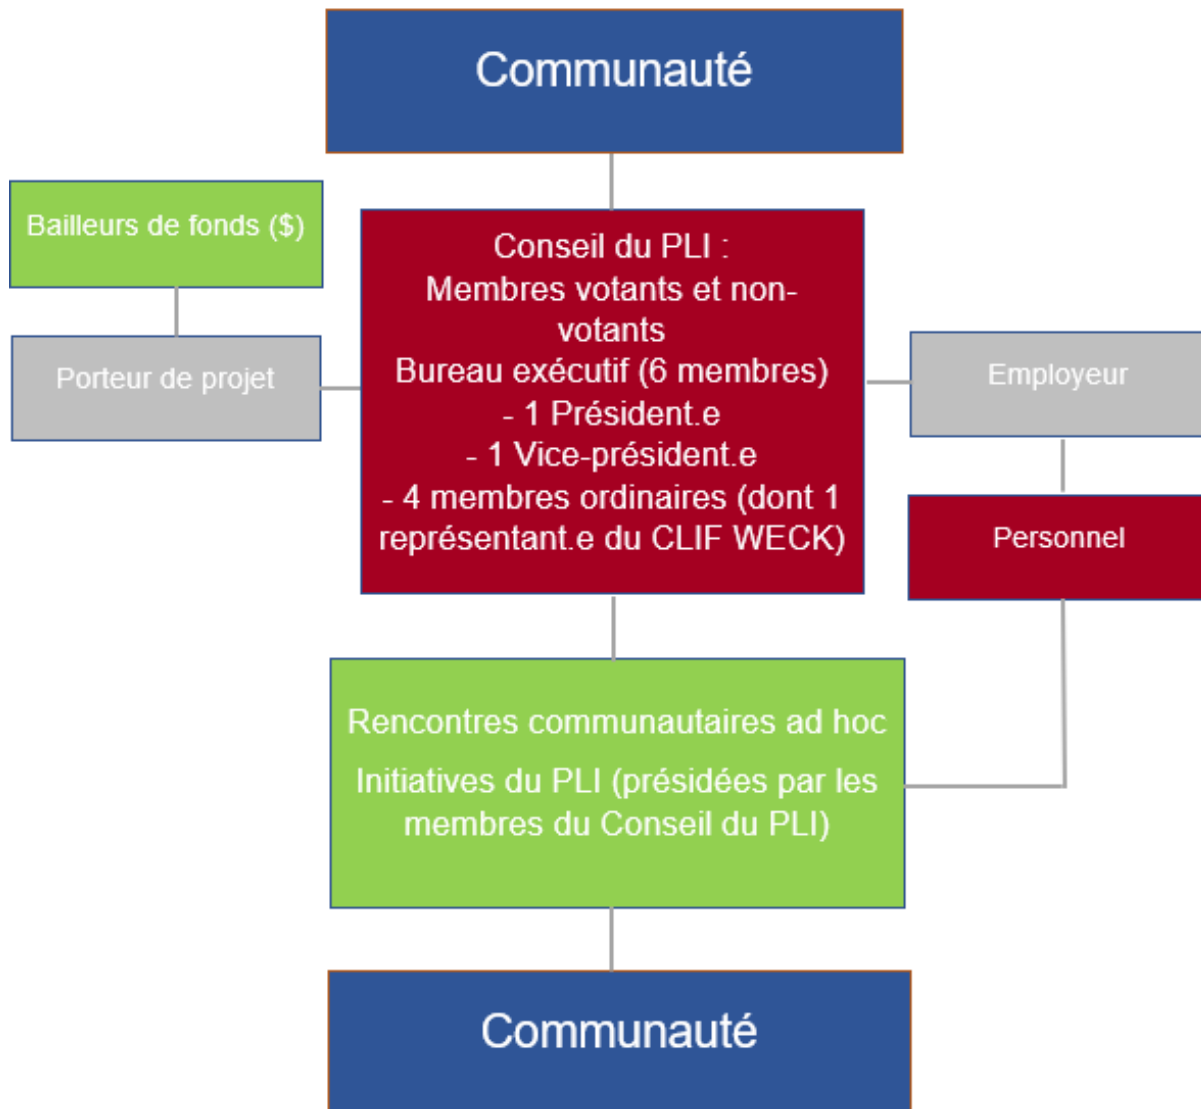 Communauté
Bailleurs de fonds ($)
Conseil du PLI :
Membres votants et non-
votants
Bureau exécutif (6 membres)
- 1 Président.e
- 1 Vice-président.e
- 4 membres ordinaires (dont 1
représentant.e du CLIF WECK)
Porteur de projet
Employeur
Personnel
Rencontres communautaires ad hoc
Initiatives du PLI (présidées par les
membres du Conseil du PLI)
Communauté